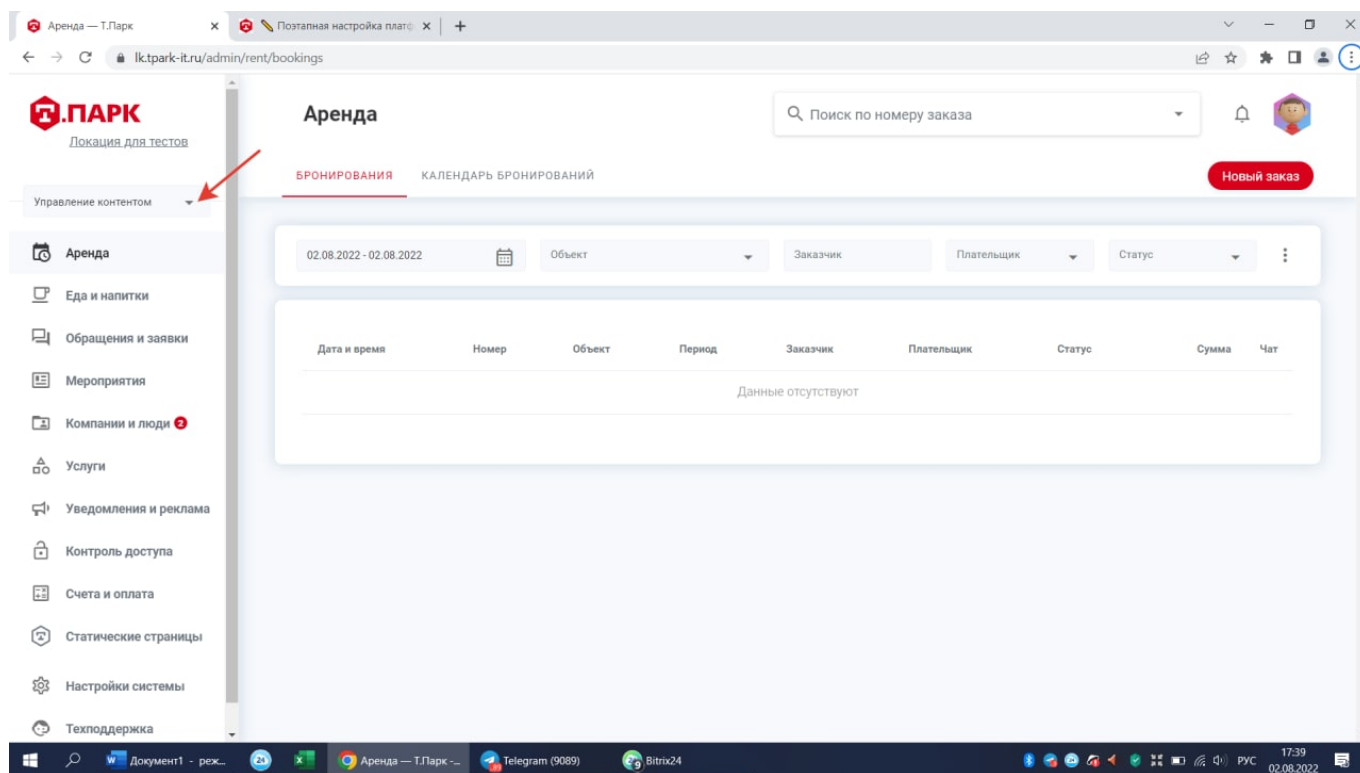 Аренда — Т.Парк
Поэтапная настройка платф
lk.tpark-it.ru/admin/rent/bookings
Т.ПАРК
Локация для тестов
Аренда
Поиск по номеру заказа
Управление контентом
БРОНИРОВАНИЯ КАЛЕНДАРЬ БРОНИРОВАНИЙ
Новый заказ
Аренда
Еда и напитки
Обращения и заявки
Мероприятия
Компании и люди 2
Услуги
Уведомления и реклама
Контроль доступа
Счета и оплата
Статические страницы
Настройки системы
Техподдержка
02.08.2022 - 02.08.2022 Объект Заказчик Плательщик Статус
Дата и время Номер Объект Период Заказчик Плательщик Статус Сумма Чат
Данные отсутствуют
Документ1 - реж... 24 Аренда — Т.Парк -... Telegram (9089) Bitrix24 РУС 17:39
02.08.2022